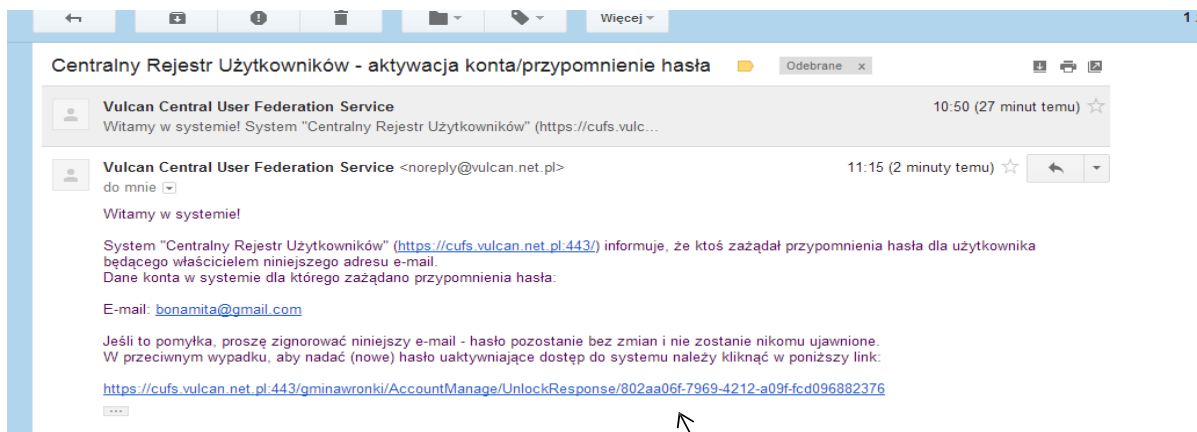 Więcej
1
Centralny Rejestr Użytkowników - aktywacja konta/przypomnienie hasła
Odebrane x
Vulcan Central User Federation Service
10:50 (27 minut temu)
Witamy w systemie! System "Centralny Rejestr Użytkowników" (https://cufs.vulc...
Vulcan Central User Federation Service <noreply@vulcan.net.pl>
11:15 (2 minuty temu)
do mnie
Witamy w systemie!
System "Centralny Rejestr Użytkowników" (https://cufs.vulcan.net.pl:443/) informuje, że ktoś zażądał przypomnienia hasła dla użytkownika
będącego właścicielem niniejszego adresu e-mail.
Dane konta w systemie dla którego zażądano przypomnienia hasła:
E-mail: bonamita@gmail.com
Jeśli to pomyłka, proszę zignorować niniejszy e-mail - hasło pozostanie bez zmian i nie zostanie nikomu ujawnione.
W przeciwnym wypadku, aby nadać (nowe) hasło uaktywniające dostęp do systemu należy kliknąć w poniższy link:
https://cufs.vulcan.net.pl:443/gminawronki/AccountManage/UnlockResponse/802aa06f-7969-4212-a09f-fcd096882376